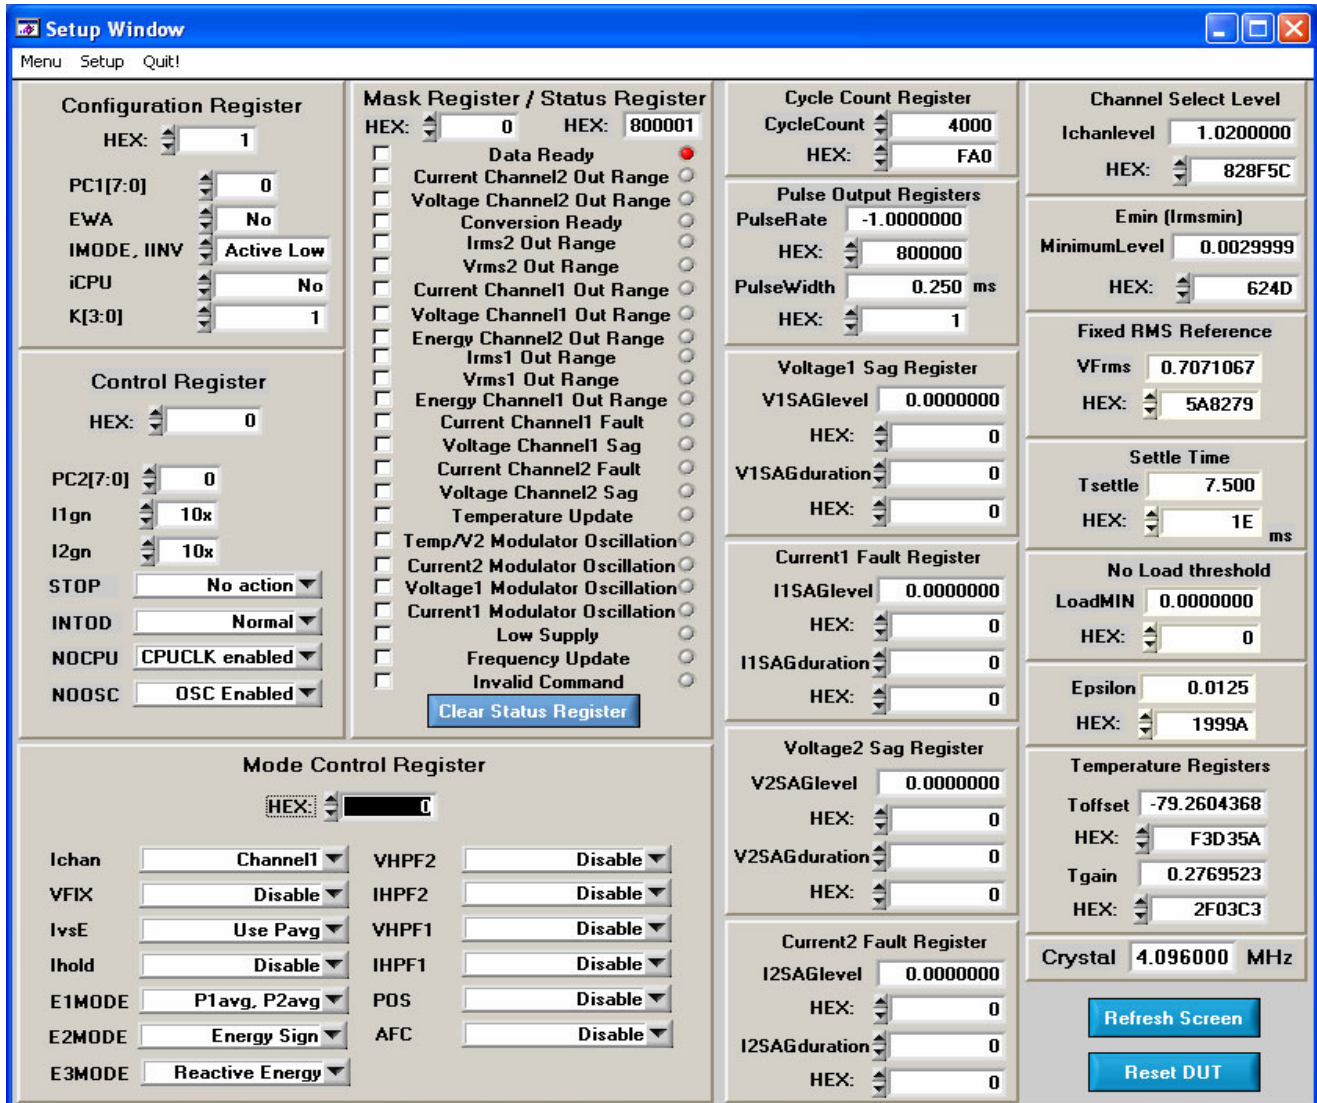 Setup Window
Menu Setup Quit!
Configuration Register
HEX: 1
PC1[7:0] 0
EWA No
IMODE, IINV Active Low
iCPU No
K[3:0] 1
Control Register
HEX: 0
PC2[7:0] 0
I1gn 10x
I2gn 10x
STOP No action
INTOD Normal
NOCPU CPUCLK enabled
NOOSC OSC Enabled
Mask Register / Status Register
HEX: 0 HEX: 800001
Data Ready
Current Channel2 Out Range
Voltage Channel2 Out Range
Conversion Ready
Irms2 Out Range
Vrms2 Out Range
Current Channel1 Out Range
Voltage Channel1 Out Range
Energy Channel2 Out Range
Irms1 Out Range
Vrms1 Out Range
Energy Channel1 Out Range
Current Channel1 Fault
Voltage Channel1 Sag
Current Channel2 Fault
Voltage Channel2 Sag
Temperature Update
Temp/V2 Modulator Oscillation
Current2 Modulator Oscillation
Voltage1 Modulator Oscillation
Current1 Modulator Oscillation
Low Supply
Frequency Update
Invalid Command
Clear Status Register
Mode Control Register
HEX: 0
Ichan Channel1 VHPF2 Disable
VFIX Disable IHPF2 Disable
IvsE Use Pavg VHPF1 Disable
Ihold Disable IHPF1 Disable
E1MODE P1avg, P2avg POS Disable
E2MODE Energy Sign AFC Disable
E3MODE Reactive Energy
Cycle Count Register
CycleCount 4000
HEX: FA0
Pulse Output Registers
PulseRate -1.0000000
HEX: 800000
PulseWidth 0.250 ms
HEX: 1
Voltage1 Sag Register
V1SAGlevel 0.0000000
HEX: 0
V1SAGduration 0
HEX: 0
Current1 Fault Register
I1SAGlevel 0.0000000
HEX: 0
I1SAGduration 0
HEX: 0
Voltage2 Sag Register
V2SAGlevel 0.0000000
HEX: 0
V2SAGduration 0
HEX: 0
Current2 Fault Register
I2SAGlevel 0.0000000
HEX: 0
I2SAGduration 0
HEX: 0
Channel Select Level
Ichanlevel 1.0200000
HEX: 828F5C
Emin (Irmsmin)
MinimumLevel 0.0029999
HEX: 624D
Fixed RMS Reference
VFrms 0.7071067
HEX: 5A8279
Settle Time
Tsettle 7.500
HEX: 1E ms
No Load threshold
LoadMIN 0.0000000
HEX: 0
Epsilon 0.0125
HEX: 1999A
Temperature Registers
Toffset -79.2604368
HEX: F3D35A
Tgain 0.2769523
HEX: 2F03C3
Crystal 4.096000 MHz
Refresh Screen
Reset DUT